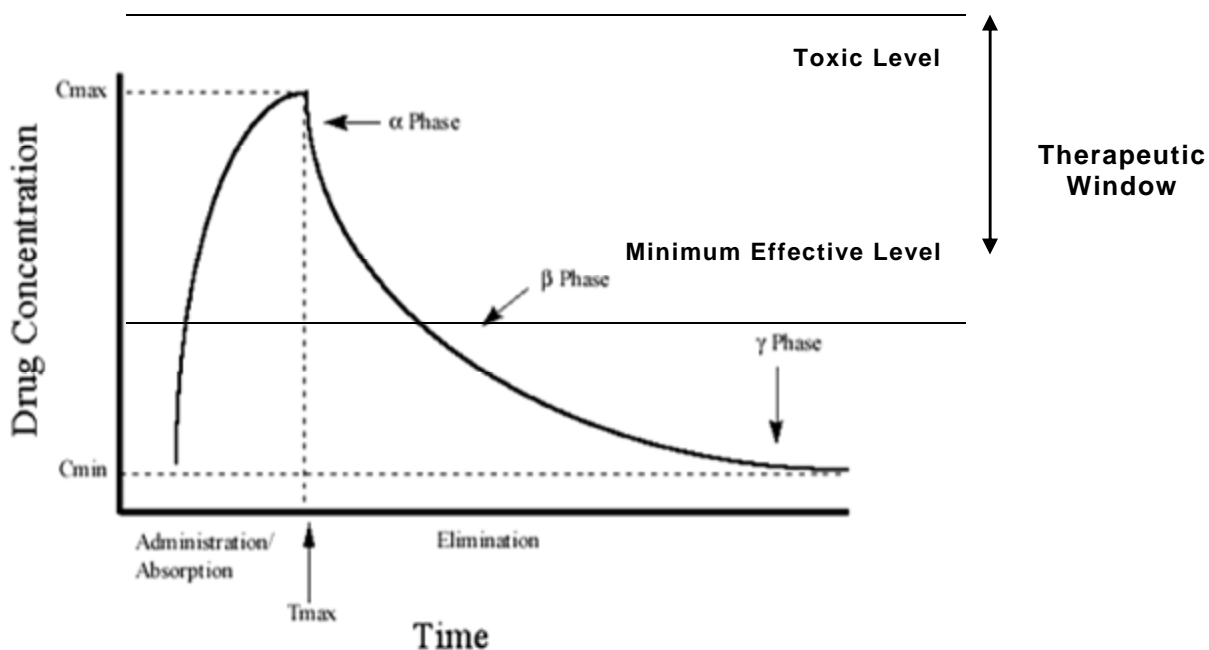 Toxic Level
Cmax
α Phase
Therapeutic
Window
Minimum Effective Level
β Phase
γ Phase
Drug Concentration
Cmin
Administration/
Absorption
Elimination
Tmax
Time